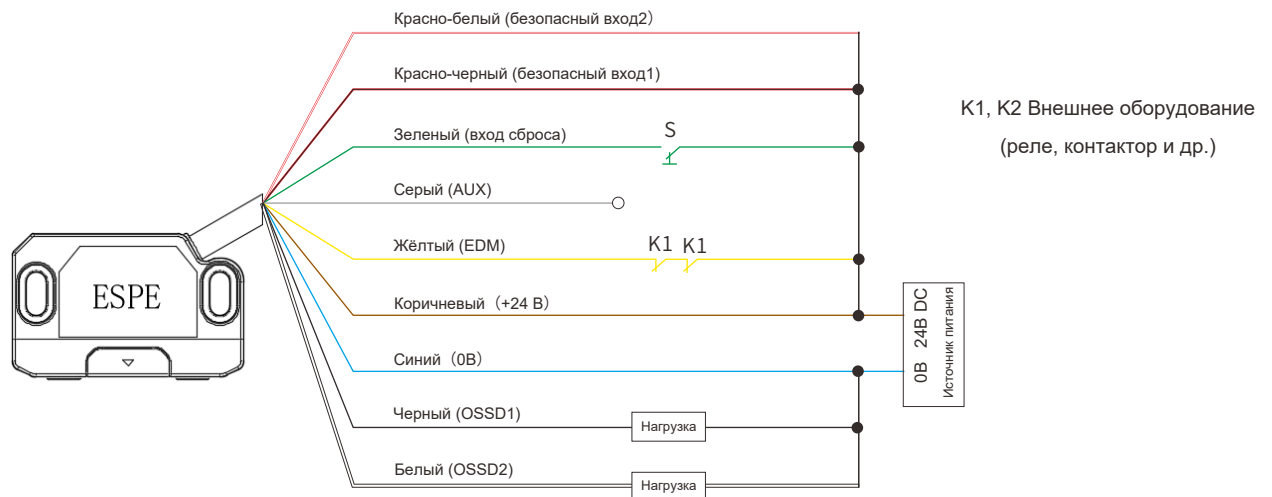 Красно-белый (безопасный вход2)
Красно-черный (безопасный вход1)
K1, K2 Внешнее оборудование
(реле, контактор и др.)
Зеленый (вход сброса)
S
Серый (AUX)
Жёлтый (EDM)
K1 K1
ESPE
Коричневый (+24 В)
Синий (0В)
0В 24В DC
Источник питания
Черный (OSSD1)
Нагрузка
Белый (OSSD2)
Нагрузка